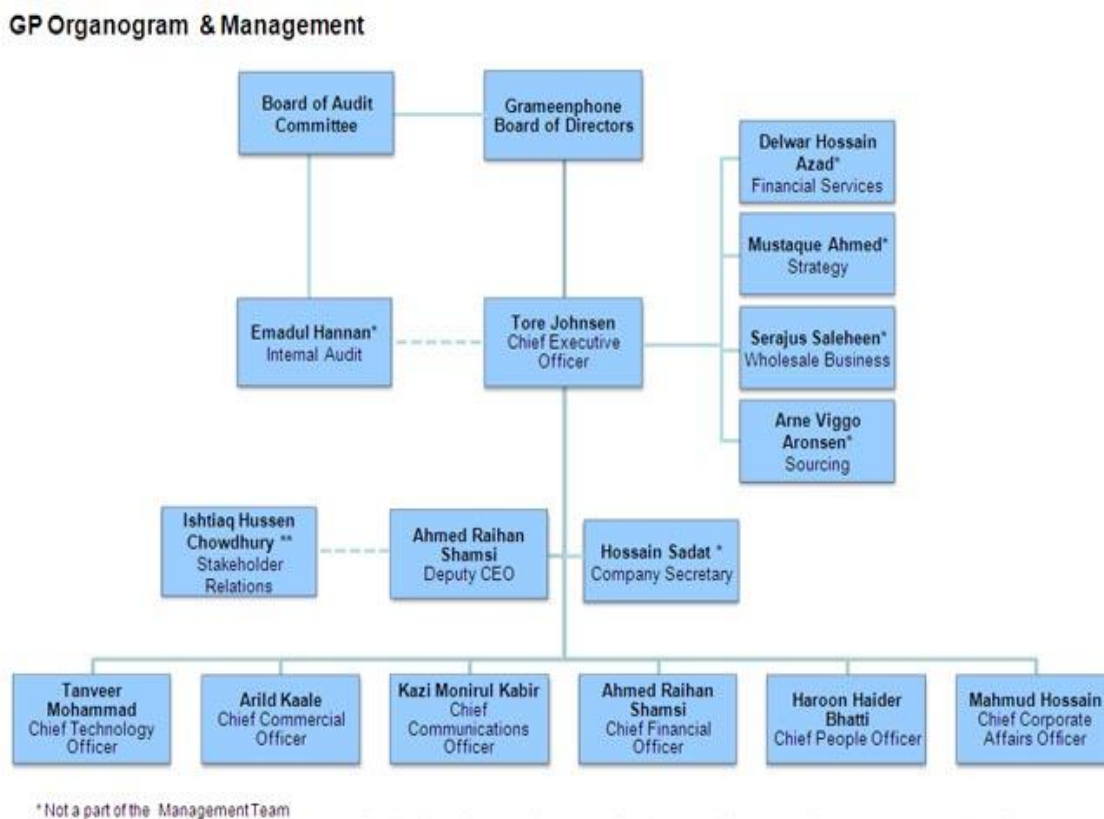 GP Organogram & Management
Board of Audit
Committee
Grameenphone
Board of Directors
Delwar Hossain
Azad*
Financial Services
Mustaque Ahmed*
Strategy
Emadul Hannan*
Internal Audit
Tore Johnsen
Chief Executive
Officer
Serajus Saleheen*
Wholesale Business
Arne Viggo
Aronsen*
Sourcing
Ishtiaq Hussen
Chowdhury **
Stakeholder
Relations
Ahmed Raihan
Shamsi
Deputy CEO
Hossain Sadat *
Company Secretary
Tanveer
Mohammad
Chief Technology
Officer
Arild Kaale
Chief Commercial
Officer
Kazi Monirul Kabir
Chief
Communications
Officer
Ahmed Raihan
Shamsi
Chief Financial
Officer
Haroon Haider
Bhatti
Chief People Officer
Mahmud Hossain
Chief Corporate
Affairs Officer
* Not a part of the Management Team